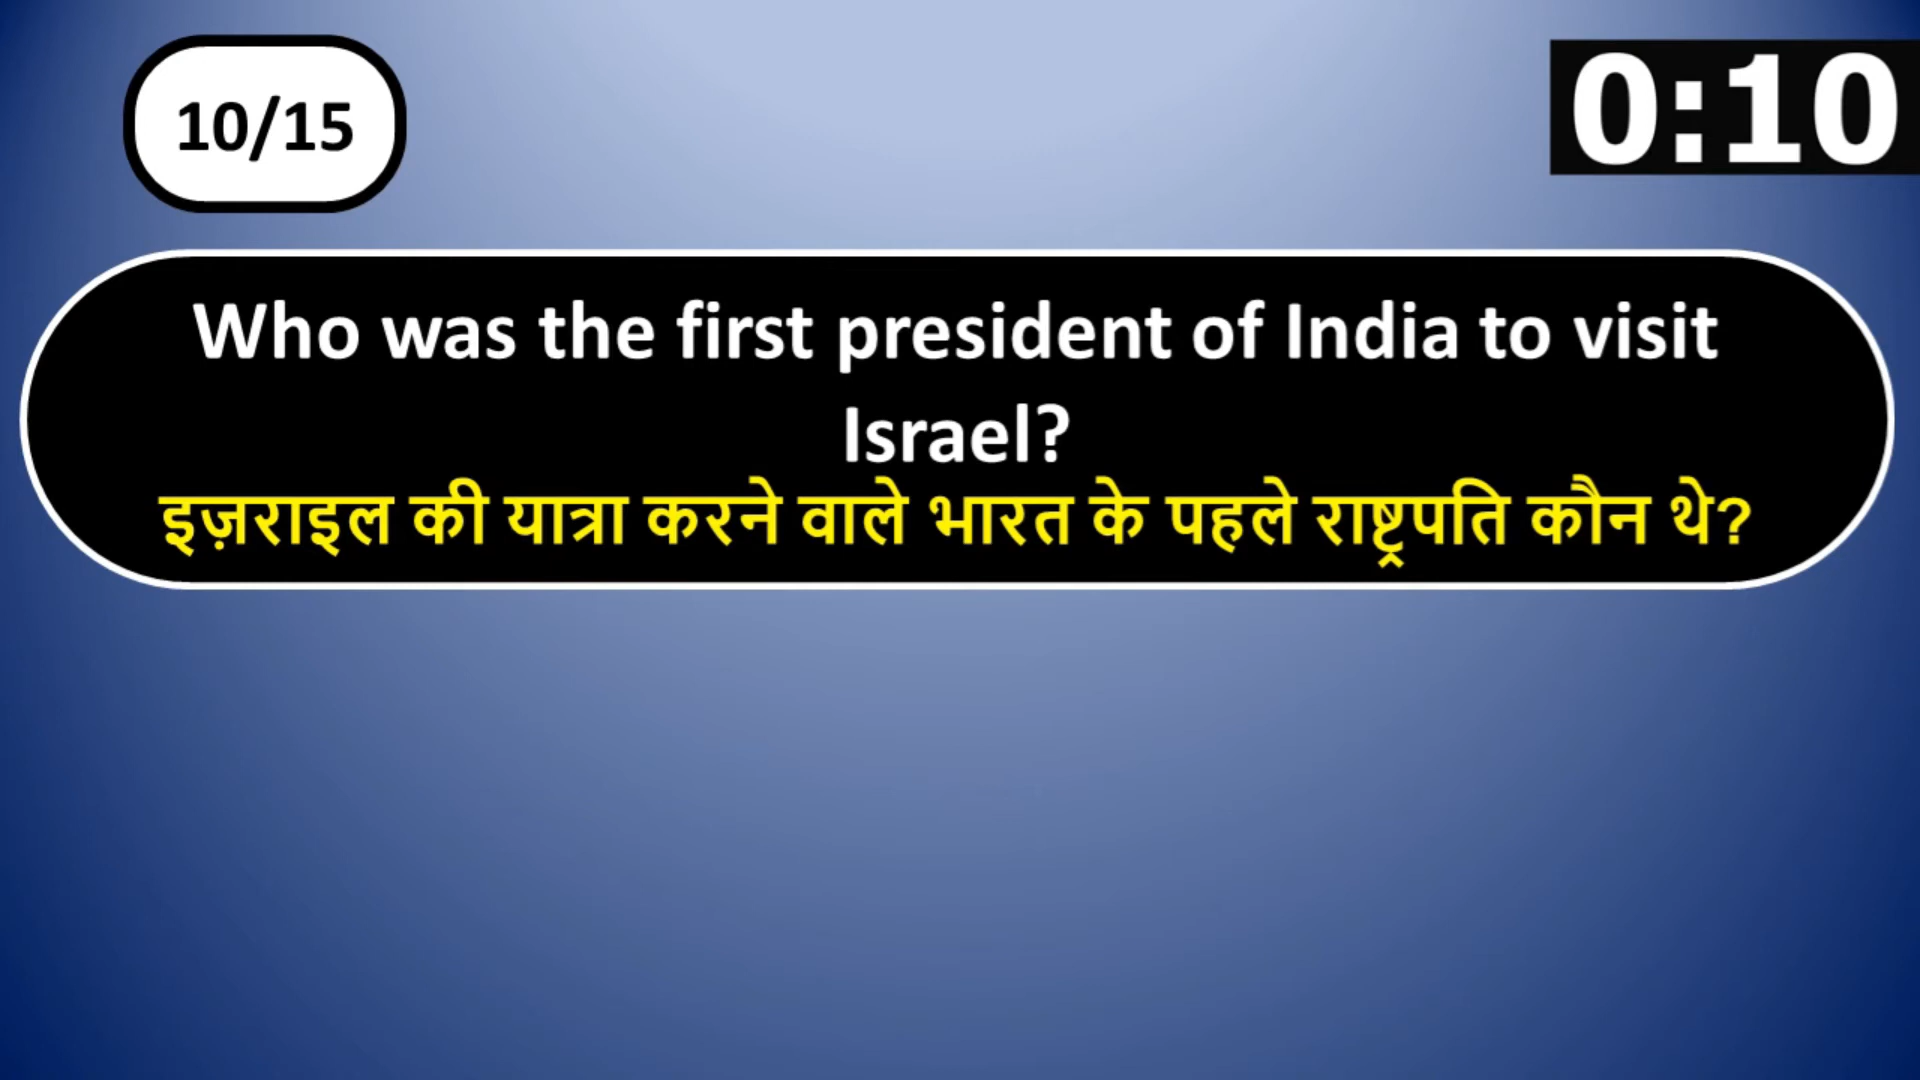 10/15
0:10
Who was the first president of India to visit
Israel?
इज़राइल की यात्रा करने वाले भारत के पहले राष्ट्रपति कौन थे?